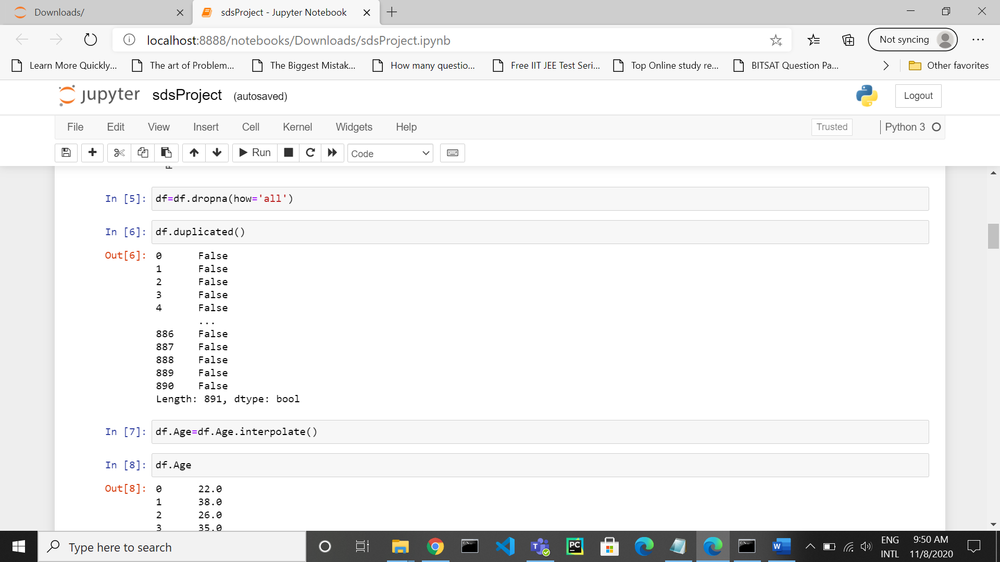 Downloads/
sdsProject - Jupyter Notebook
localhost:8888/notebooks/Downloads/sdsProject.ipynb
Not syncing
Learn More Quickly...
The art of Problem...
The Biggest Mistak...
How many questio...
Free IIT JEE Test Seri...
Top Online study re...
BITSAT Question Pa...
Other favorites
jupyter sdsProject (autosaved)
Logout
File Edit View Insert Cell Kernel Widgets Help
Trusted
Python 3
Run
Code
In [5]: df=df.dropna(how='all')
In [6]: df.duplicated()
Out[6]: 0 False
1 False
2 False
3 False
4 False
...
886 False
887 False
888 False
889 False
890 False
Length: 891, dtype: bool
In [7]: df.Age=df.Age.interpolate()
In [8]: df.Age
Out[8]: 0 22.0
1 38.0
2 26.0
3 35.0
Type here to search
ENG
INTL
9:50 AM
11/8/2020